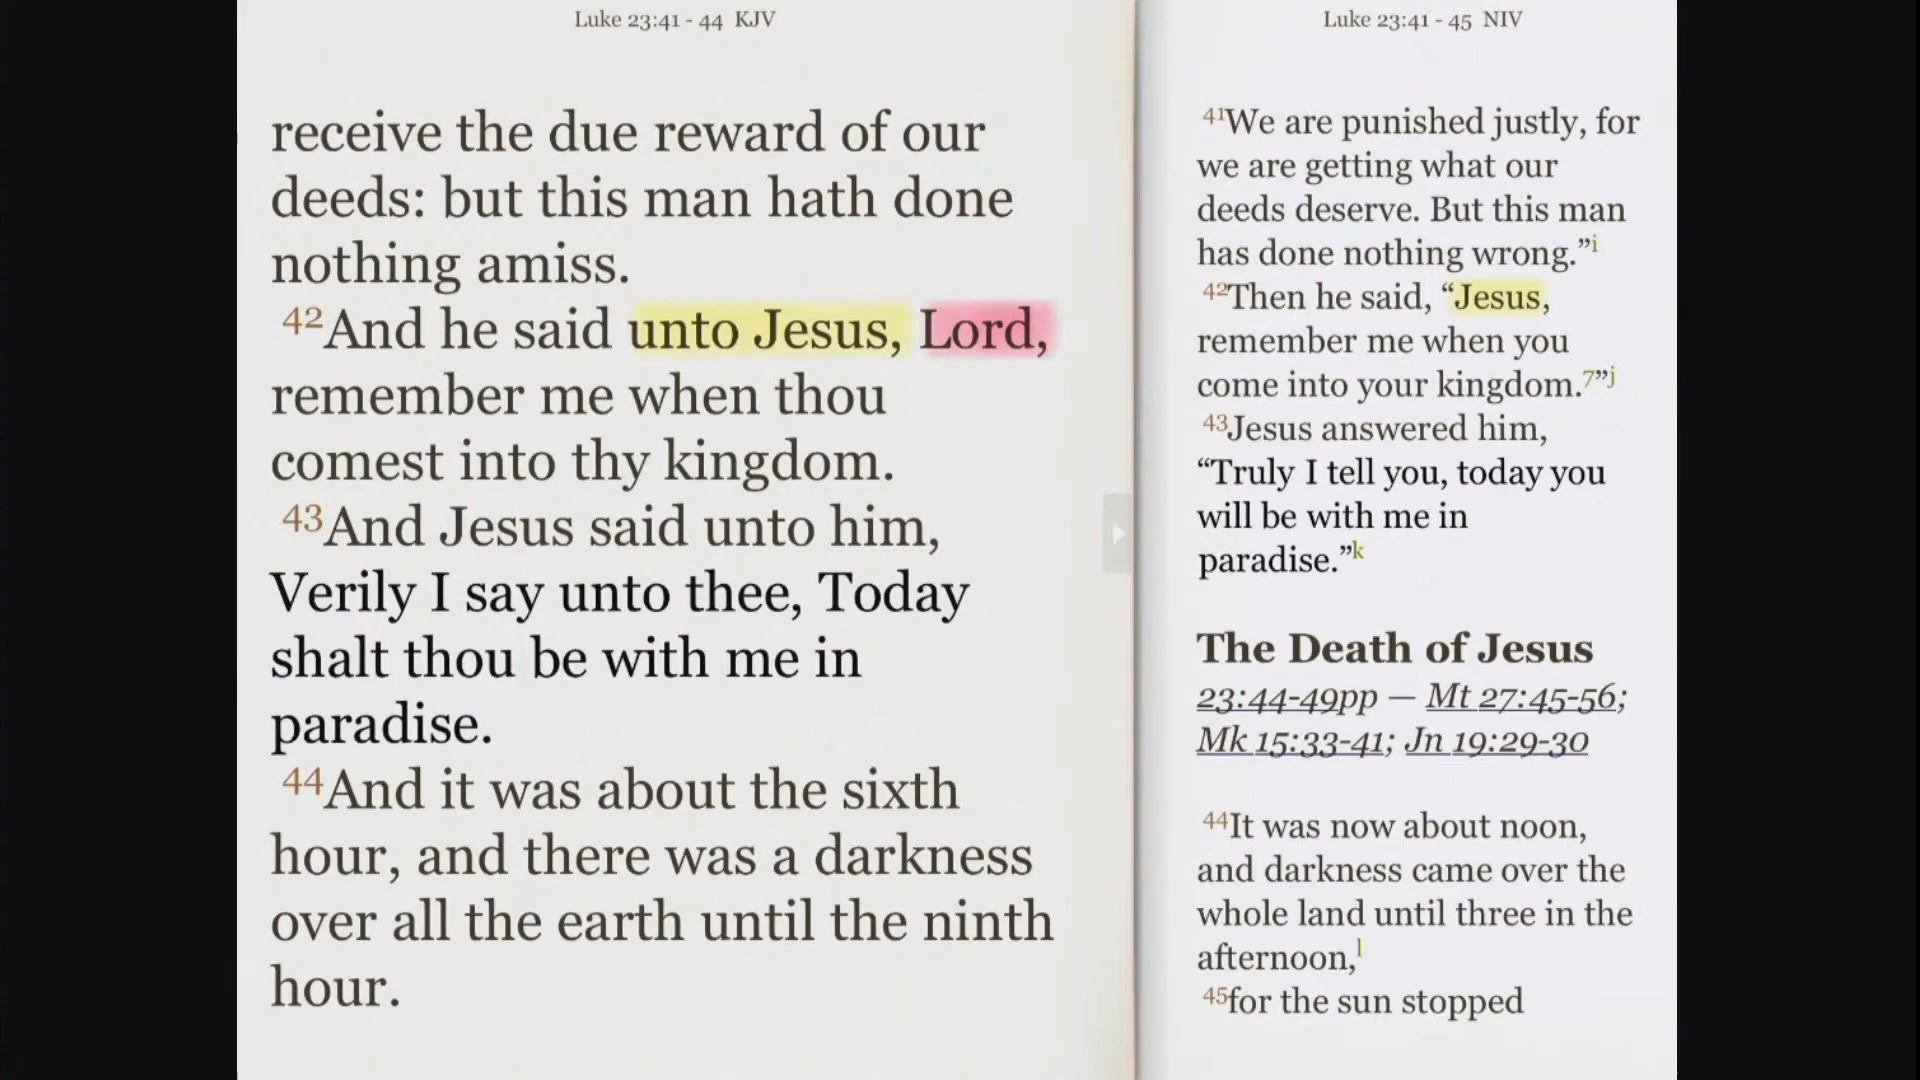 Luke 23:41 - 44 KJV
receive the due reward of our
deeds: but this man hath done
nothing amiss.
42And he said unto Jesus, Lord,
remember me when thou
comest into thy kingdom.
43And Jesus said unto him,
Verily I say unto thee, Today
shalt thou be with me in
paradise.
44And it was about the sixth
hour, and there was a darkness
over all the earth until the ninth
hour.
Luke 23:41 - 45 NIV
41We are punished justly, for
we are getting what our
deeds deserve. But this man
has done nothing wrong.”i
42Then he said, “Jesus,
remember me when you
come into your kingdom.7”j
43Jesus answered him,
“Truly I tell you, today you
will be with me in
paradise.”k
The Death of Jesus
23:44-49pp — Mt 27:45-56;
Mk 15:33-41; Jn 19:29-30
44It was now about noon,
and darkness came over the
whole land until three in the
afternoon,l
45for the sun stopped